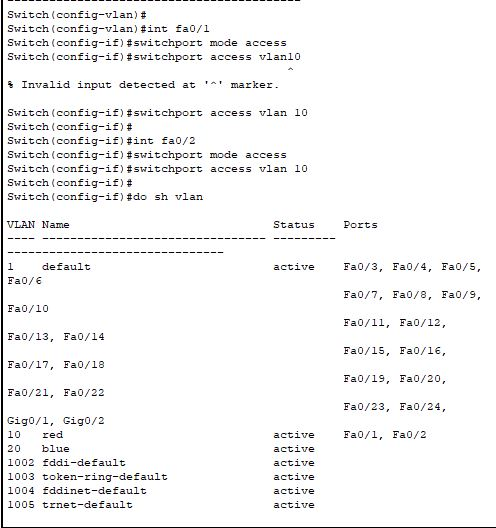 Switch(config-vlan)#
Switch(config-vlan)#int fa0/1
Switch(config-if)#switchport mode access
Switch(config-if)#switchport access vlan10
^
% Invalid input detected at '^' marker.
Switch(config-if)#switchport access vlan 10
Switch(config-if)#
Switch(config-if)#int fa0/2
Switch(config-if)#switchport mode access
Switch(config-if)#switchport access vlan 10
Switch(config-if)#
Switch(config-if)#do sh vlan
VLAN Name Status Ports
---- -------------------------------- ---------
-------------------------------
1 default active Fa0/3, Fa0/4, Fa0/5,
Fa0/6
Fa0/7, Fa0/8, Fa0/9,
Fa0/10
Fa0/11, Fa0/12,
Fa0/13, Fa0/14
Fa0/15, Fa0/16,
Fa0/17, Fa0/18
Fa0/19, Fa0/20,
Fa0/21, Fa0/22
Fa0/23, Fa0/24,
Gig0/1, Gig0/2
10 red active Fa0/1, Fa0/2
20 blue active
1002 fddi-default active
1003 token-ring-default active
1004 fddinet-default active
1005 trnet-default active